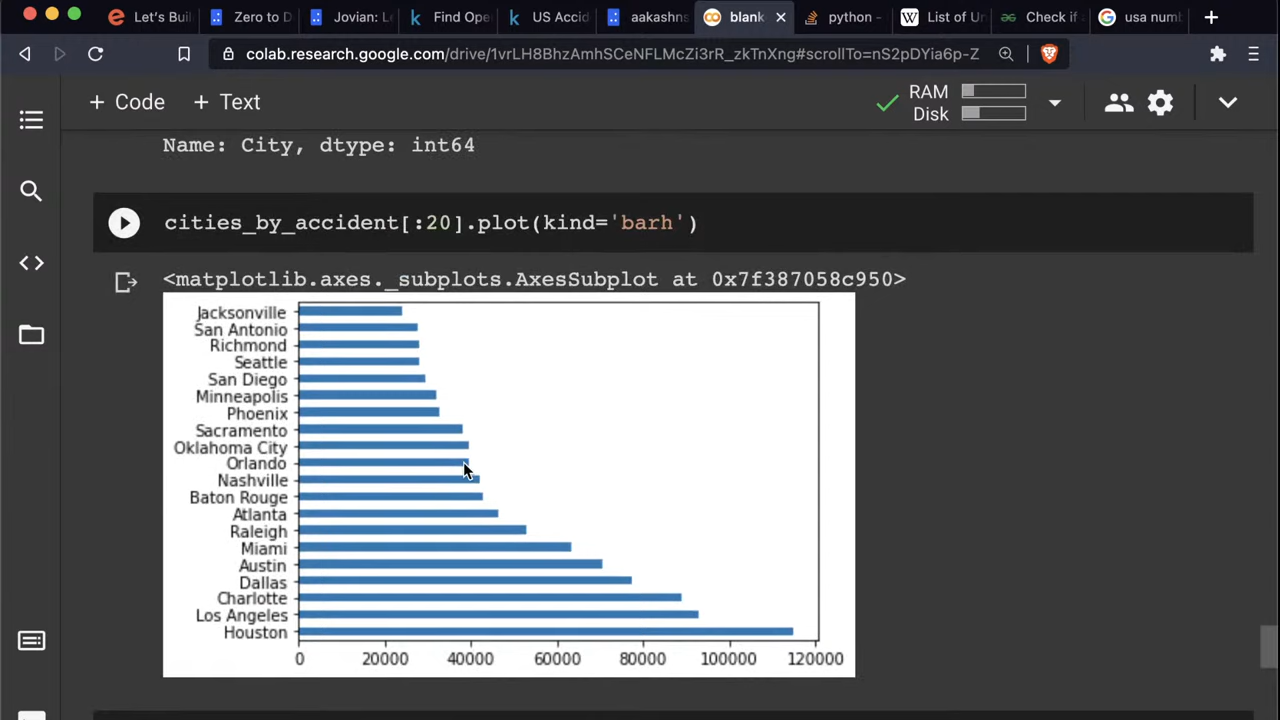 Let's Buil
Zero to D
Jovian: Le
Find Ope
US Accid
aakashns
blank
python -
List of Un
Check if
usa numb
colab.research.google.com/drive/1vrLH8BhzAmhSCeNFLMcZi3rR_zkTnXng#scrollTo=nS2pDYia6p-Z
+ Code + Text
RAM
Disk
Name: City, dtype: int64
cities_by_accident[:20].plot(kind='barh')
<matplotlib.axes._subplots.AxesSubplot at 0x7f387058c950>
Jacksonville
San Antonio
Richmond
Seattle
San Diego
Minneapolis
Phoenix
Sacramento
Oklahoma City
Orlando
Nashville
Baton Rouge
Atlanta
Raleigh
Miami
Austin
Dallas
Charlotte
Los Angeles
Houston
0 20000 40000 60000 80000 100000 120000